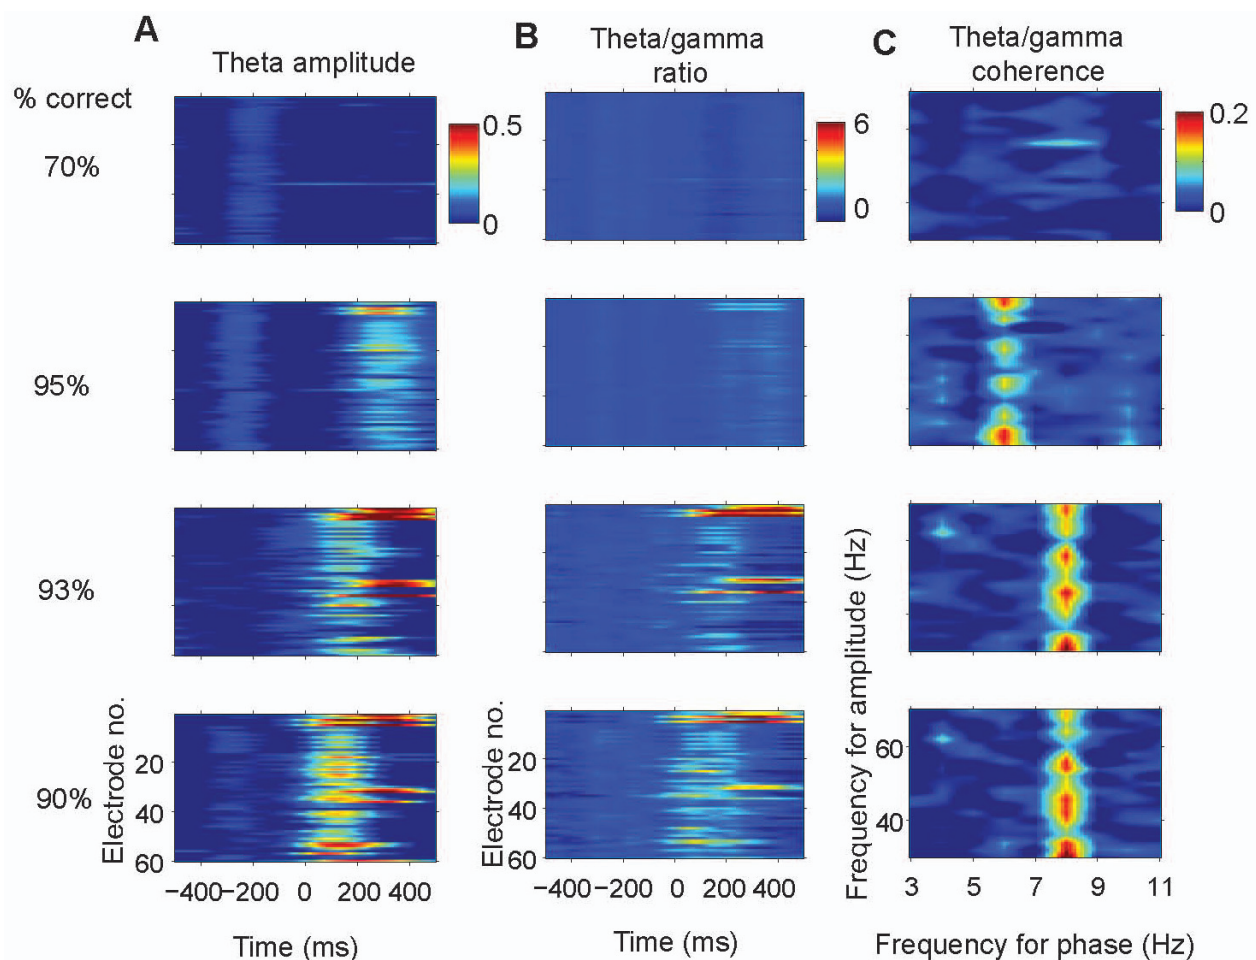 A
B
C
Theta amplitude
Theta/gamma
ratio
Theta/gamma
coherence
% correct
70%
0.5
0
6
0
0.2
0
95%
93%
90%
Electrode no.
20
40
60
−400−200 0 200 400
Time (ms)
Electrode no.
20
40
60
−400 −200 0 200 400
Time (ms)
Frequency for amplitude (Hz)
60
40
3 5 7 9 11
Frequency for phase (Hz)